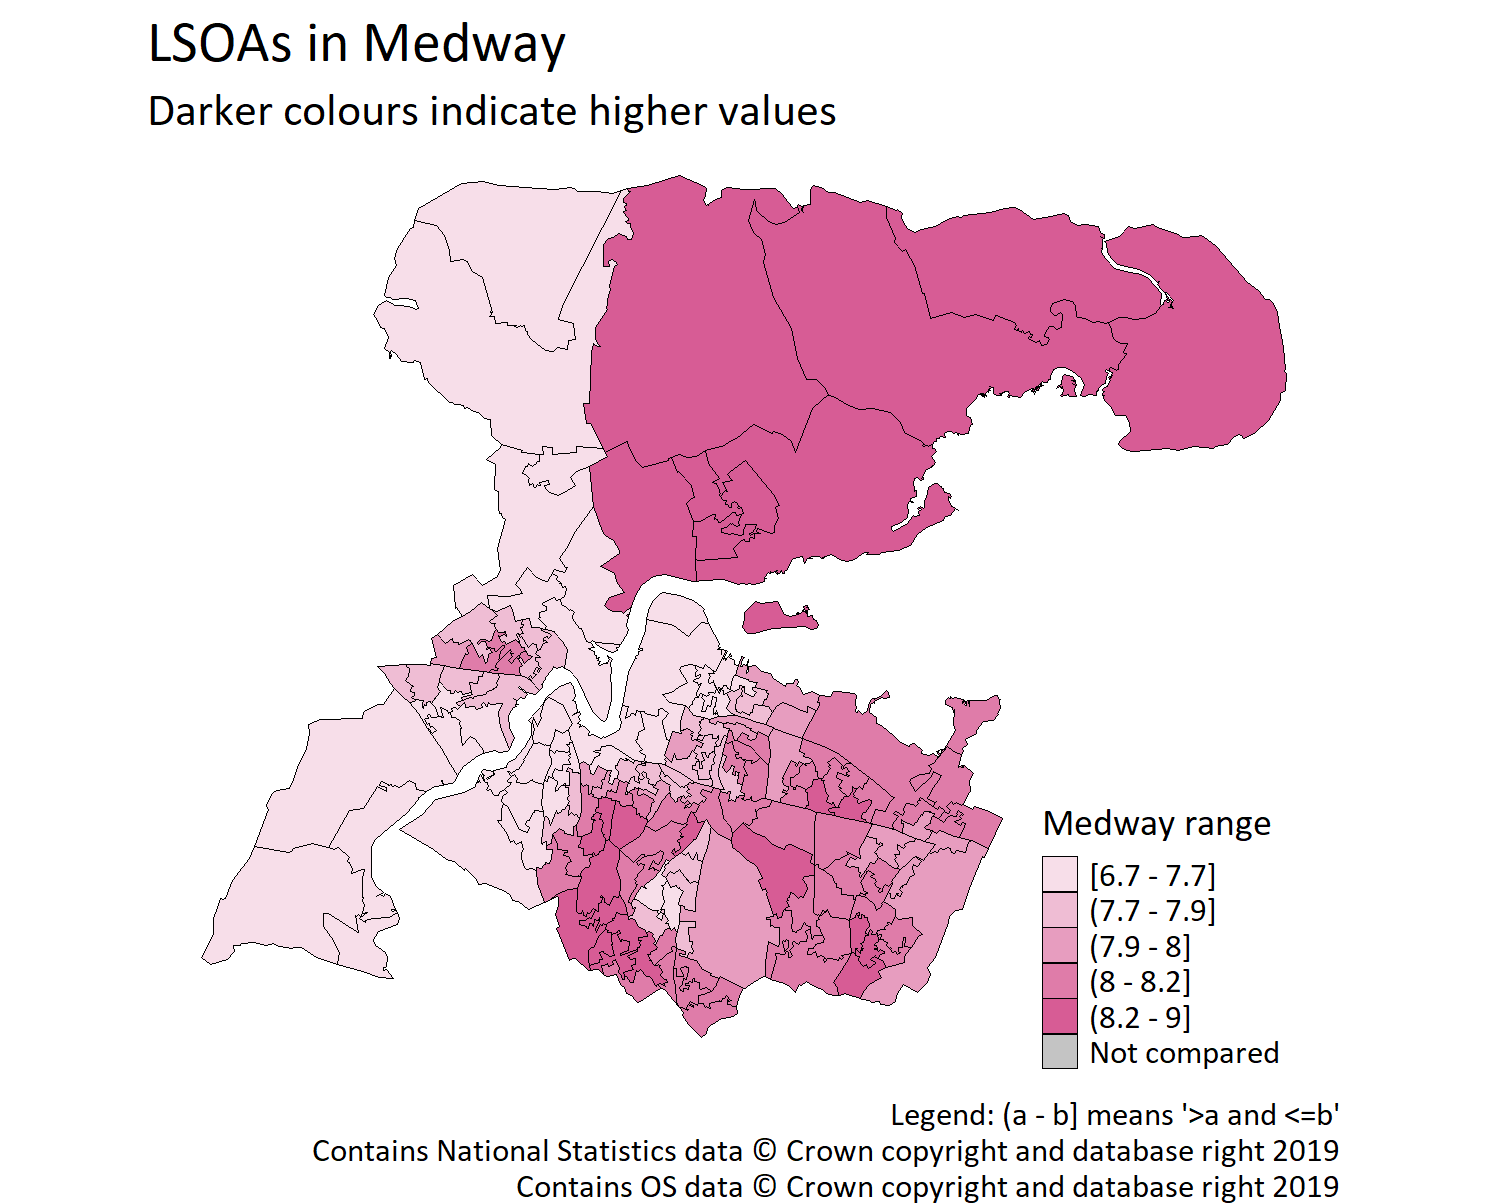 LSOAs in Medway
Darker colours indicate higher values
Medway range
[6.7 - 7.7]
(7.7 - 7.9]
(7.9 - 8]
(8 - 8.2]
(8.2 - 9]
Not compared
Legend: (a - b] means '>a and <=b'
Contains National Statistics data © Crown copyright and database right 2019
Contains OS data © Crown copyright and database right 2019